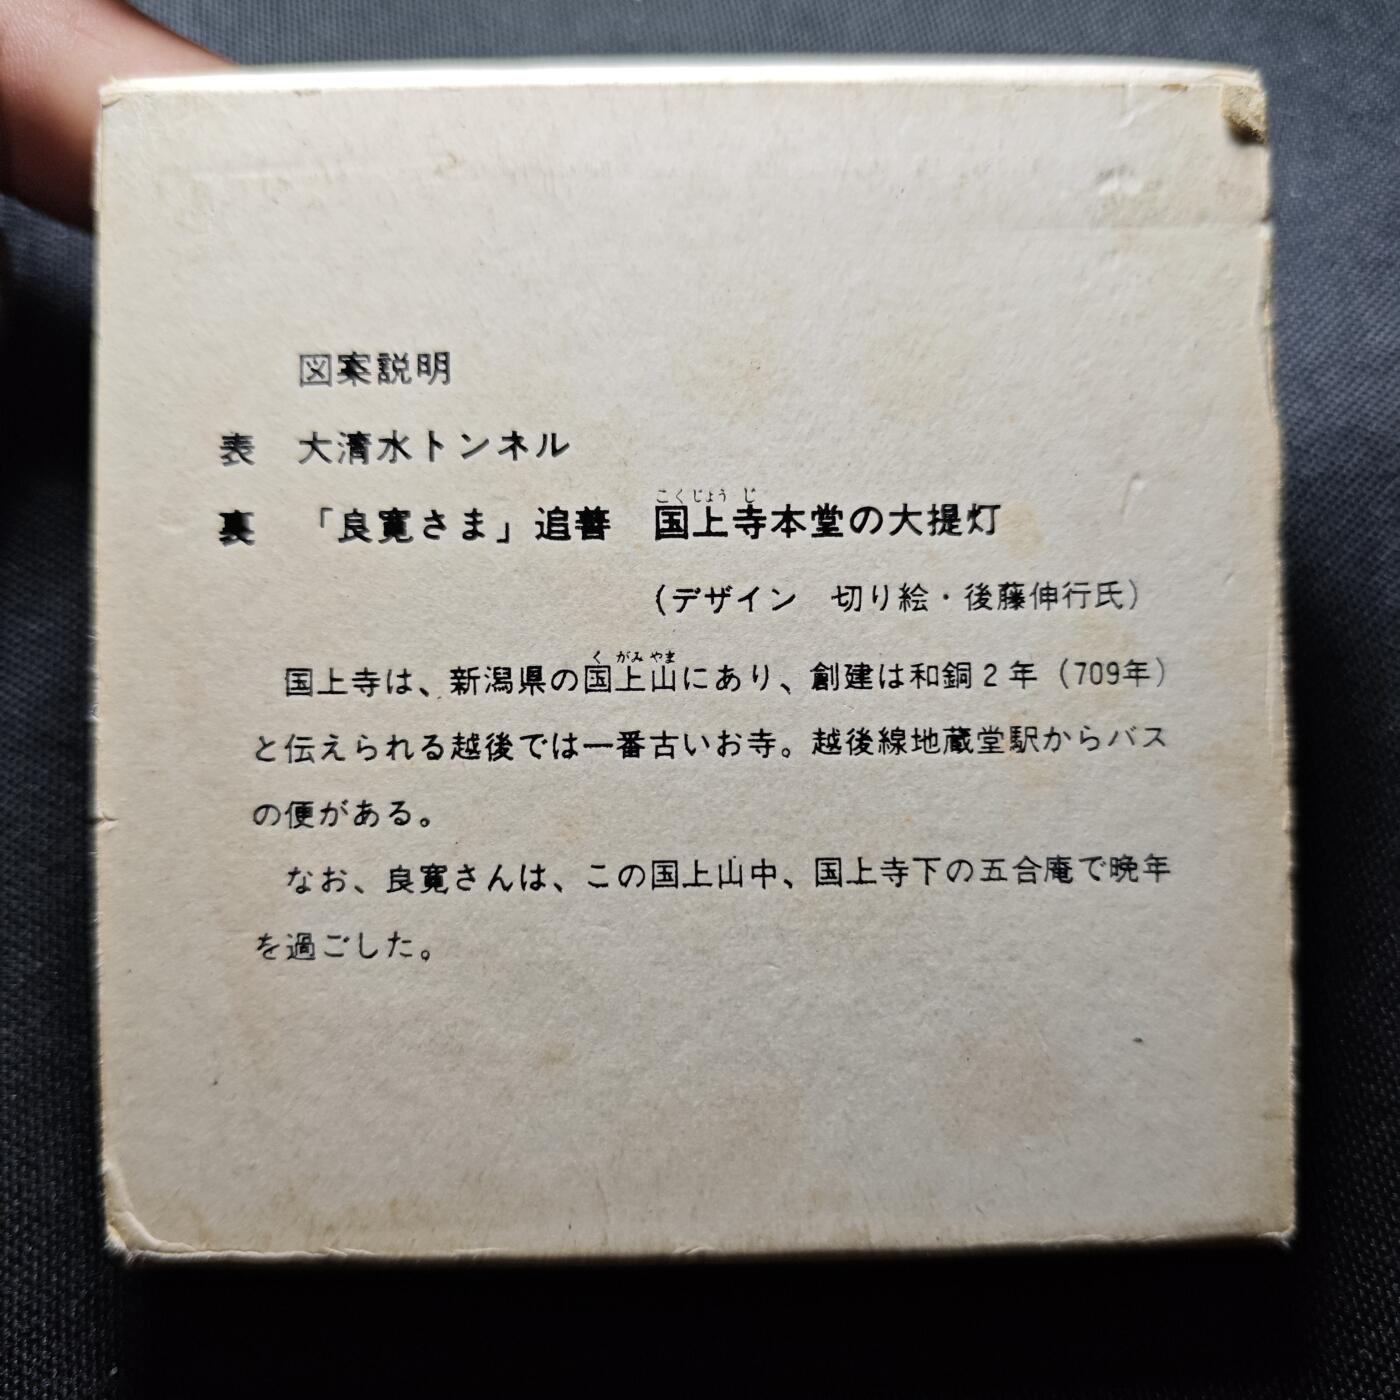 図案説明
表　大清水トンネル
こくじょうじ
裏　「良寛さま」追善　国上寺本堂の大提灯
(デザイン　切り絵・後藤伸行氏)
くがみやま
国上寺は、新潟県の国上山にあり、創建は和銅2年（709年）
と伝えられる越後では一番古いお寺。越後線地蔵堂駅からバス
の便がある。
なお、良寛さんは、この国上山中、国上寺下の五合庵で晩年
を過ごした。